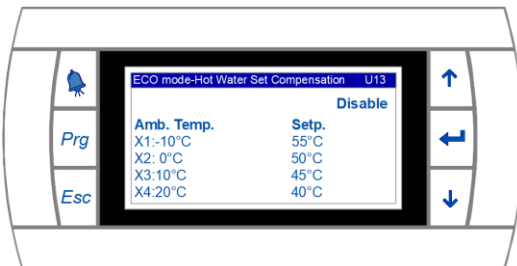 ECO mode-Hot Water Set Compensation U13
Disable
Prg
Amb. Temp. Setp.
X1:-10°C 55°C
X2: 0°C 50°C
X3:10°C 45°C
X4:20°C 40°C
Esc